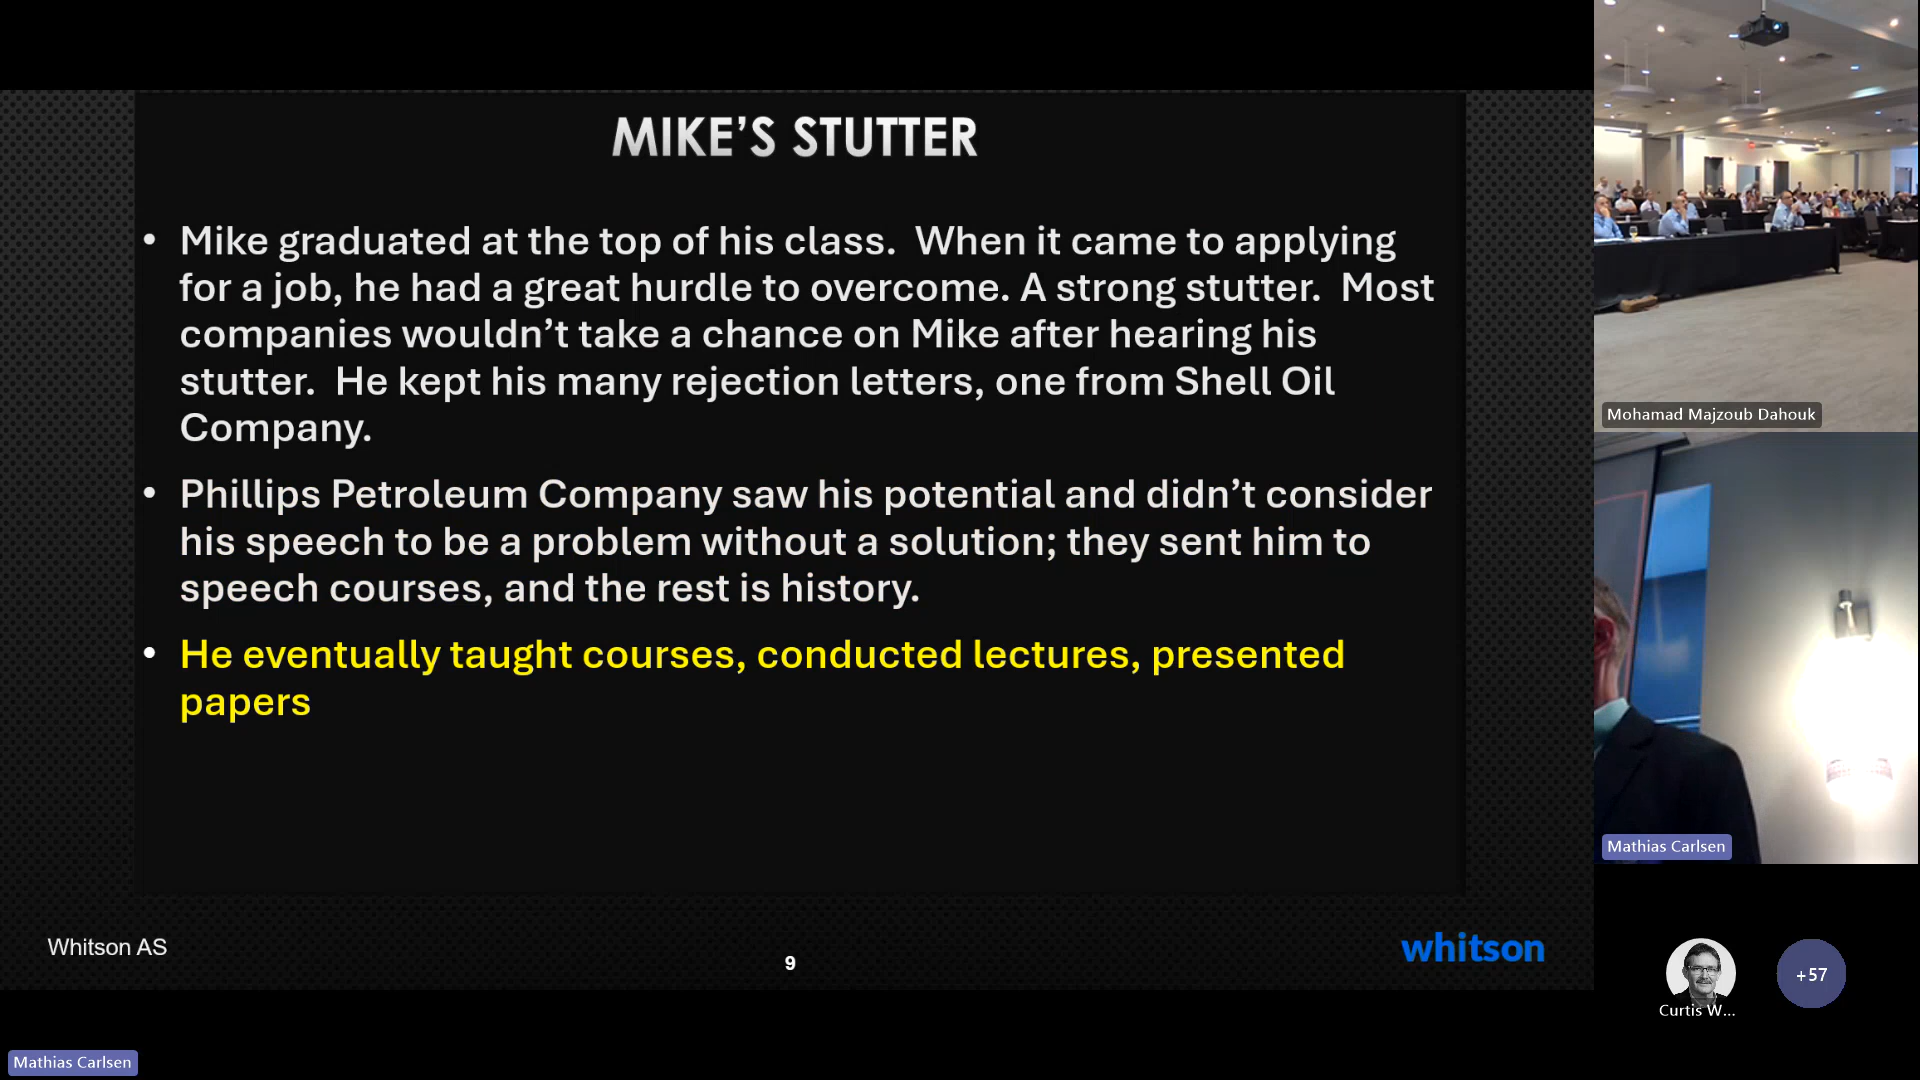 MIKE’S STUTTER
• Mike graduated at the top of his class.  When it came to applying
for a job, he had a great hurdle to overcome. A strong stutter.  Most
companies wouldn’t take a chance on Mike after hearing his
stutter.  He kept his many rejection letters, one from Shell Oil
Company.
• Phillips Petroleum Company saw his potential and didn’t consider
his speech to be a problem without a solution; they sent him to
speech courses, and the rest is history.
• He eventually taught courses, conducted lectures, presented
papers
Whitson AS
9
whitson
Mohamad Majzoub Dahouk
Mathias Carlsen
Curtis W...
+57
Mathias Carlsen